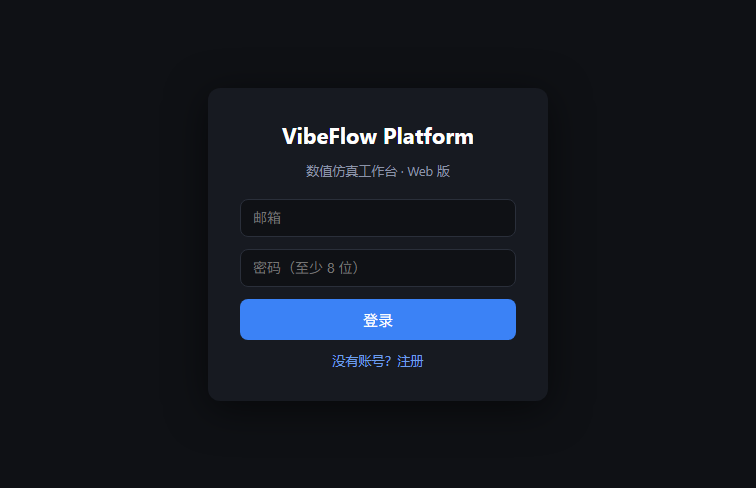 VibeFlow Platform
数值仿真工作台 · Web 版
邮箱
密码（至少 8 位）
登录
没有账号？注册